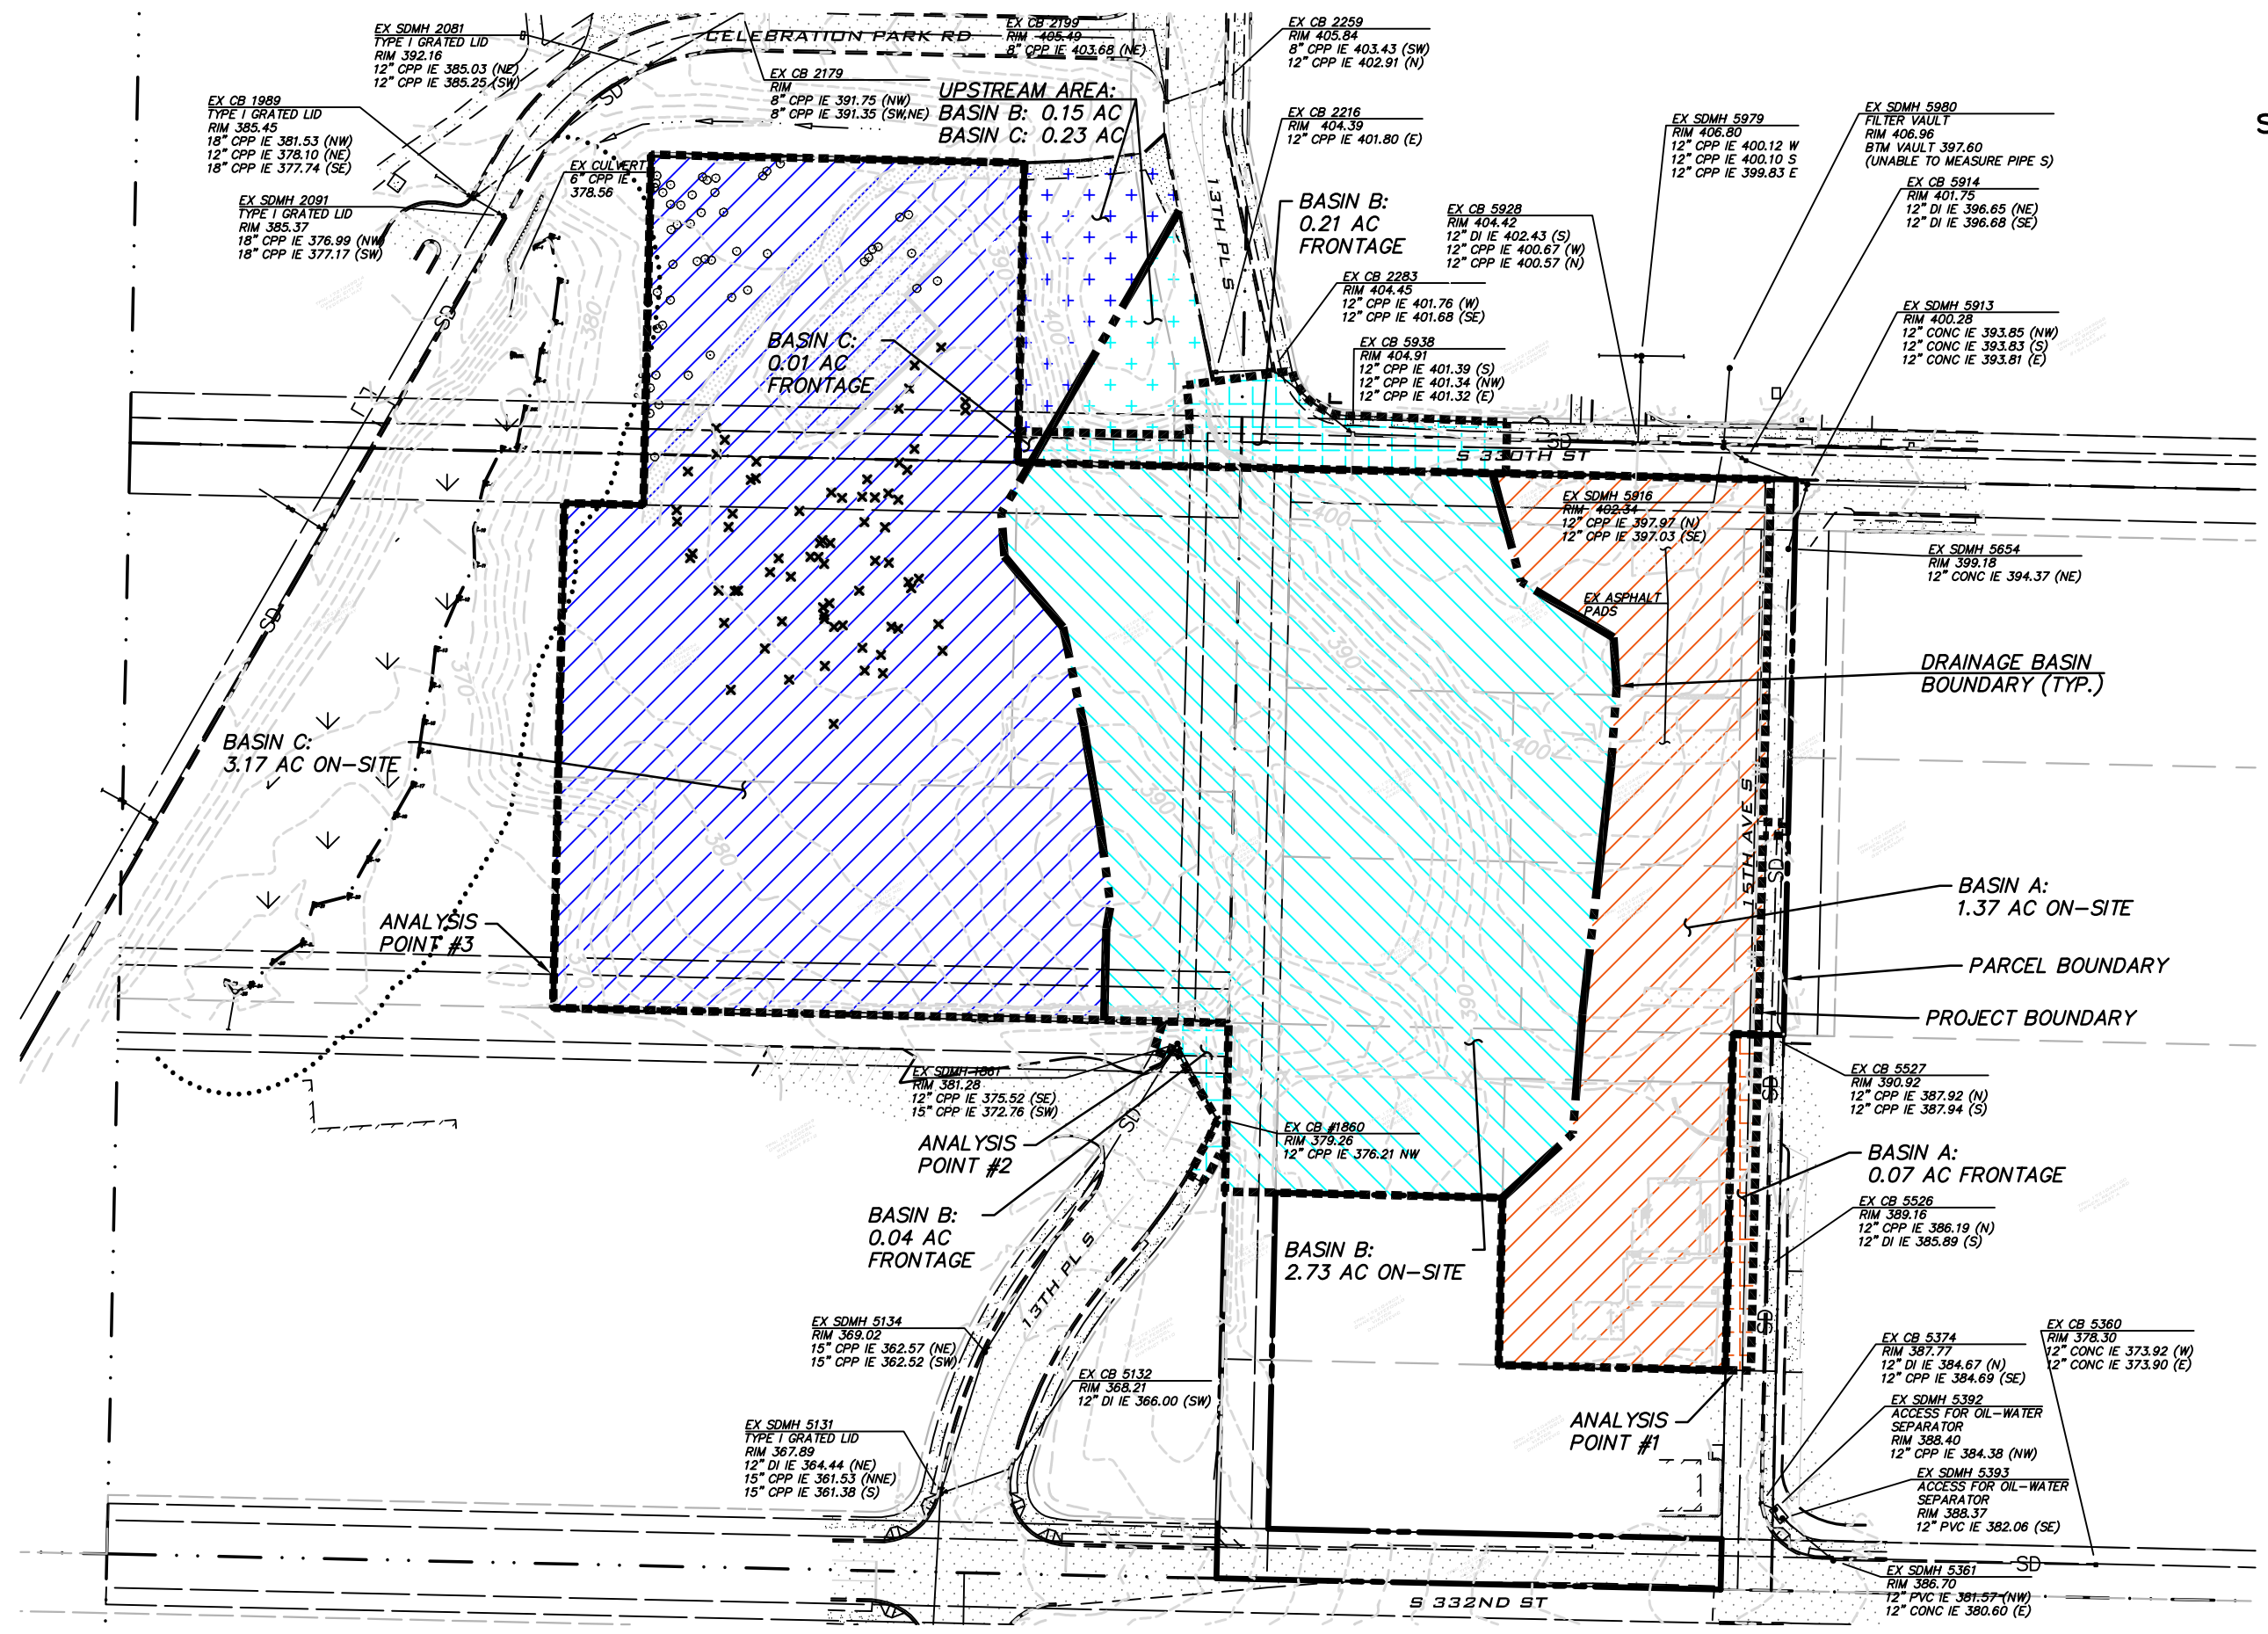 EX SDMH 2081
TYPE I GRATED LID
RIM 392.16
12" CPP IE 385.03 (NE)
12" CPP IE 385.25 (SW)
CELEBRATION PARK RD
EX CB 2199
RIM 405.49
8" CPP IE 403.68 (NE)
EX CB 2259
RIM 405.84
8" CPP IE 403.43 (SW)
12" CPP IE 402.91 (N)
EX CB 2179
RIM
8" CPP IE 391.75 (NW)
8" CPP IE 391.35 (SW,NE)
UPSTREAM AREA:
BASIN B: 0.15 AC
BASIN C: 0.23 AC
EX CB 1989
TYPE I GRATED LID
RIM 385.45
18" CPP IE 381.53 (NW)
12" CPP IE 378.10 (NE)
18" CPP IE 377.74 (SE)
SD
EX CB 2216
RIM 404.39
12" CPP IE 401.80 (E)
EX SDMH 5979
RIM 406.80
12" CPP IE 400.12 W
12" CPP IE 400.10 S
12" CPP IE 399.83 E
EX SDMH 5980
FILTER VAULT
RIM 406.96
BTM VAULT 397.60
(UNABLE TO MEASURE PIPE S)
S
EX CULVERT
6" CPP IE
378.56
EX SDMH 2091
TYPE I GRATED LID
RIM 385.37
18" CPP IE 376.99 (NW)
18" CPP IE 377.17 (SW)
13TH PL S
BASIN B:
0.21 AC
FRONTAGE
EX CB 5928
RIM 404.42
12" DI IE 402.43 (S)
12" CPP IE 400.67 (W)
12" CPP IE 400.57 (N)
EX CB 5914
RIM 401.75
12" DI IE 396.65 (NE)
12" DI IE 396.68 (SE)
EX CB 2283
RIM 404.45
12" CPP IE 401.76 (W)
12" CPP IE 401.68 (SE)
EX SDMH 5913
RIM 400.28
12" CONC IE 393.85 (NW)
12" CONC IE 393.83 (S)
12" CONC IE 393.81 (E)
SD
380
390
400
BASIN C:
0.01 AC
FRONTAGE
EX CB 5938
RIM 404.91
12" CPP IE 401.39 (S)
12" CPP IE 401.34 (NW)
12" CPP IE 401.32 (E)
SD
S 330TH ST
EX SDMH 5916
RIM 402.34
12" CPP IE 397.97 (N)
12" CPP IE 397.03 (SE)
400
EX SDMH 5654
RIM 399.18
12" CONC IE 394.37 (NE)
EX ASPHALT
PADS
SD
370
390
DRAINAGE BASIN
BOUNDARY (TYP.)
BASIN C:
3.17 AC ON-SITE
400
390
380
15TH AVE S
SD
BASIN A:
1.37 AC ON-SITE
ANALYSIS
POINT #3
370
390
PARCEL BOUNDARY
PROJECT BOUNDARY
EX SDMH 1861
RIM 381.28
12" CPP IE 375.52 (SE)
15" CPP IE 372.76 (SW)
SD
EX CB 5527
RIM 390.92
12" CPP IE 387.92 (N)
12" CPP IE 387.94 (S)
SD
EX CB #1860
RIM 379.26
12" CPP IE 376.21 NW
ANALYSIS
POINT #2
BASIN A:
0.07 AC FRONTAGE
EX CB 5526
RIM 389.16
12" CPP IE 386.19 (N)
12" DI IE 385.89 (S)
BASIN B:
0.04 AC
FRONTAGE
13TH PL S
BASIN B:
2.73 AC ON-SITE
SD
EX SDMH 5134
RIM 369.02
15" CPP IE 362.57 (NE)
15" CPP IE 362.52 (SW)
EX CB 5360
RIM 378.30
12" CONC IE 373.92 (W)
12" CONC IE 373.90 (E)
EX CB 5374
RIM 387.77
12" DI IE 384.67 (N)
12" CPP IE 384.69 (SE)
EX CB 5132
RIM 368.21
12" DI IE 366.00 (SW)
EX SDMH 5392
ACCESS FOR OIL-WATER
SEPARATOR
RIM 388.40
12" CPP IE 384.38 (NW)
ANALYSIS
POINT #1
EX SDMH 5131
TYPE I GRATED LID
RIM 367.89
12" DI IE 364.44 (NE)
15" CPP IE 361.53 (NNE)
15" CPP IE 361.38 (S)
EX SDMH 5393
ACCESS FOR OIL-WATER
SEPARATOR
RIM 388.37
12" PVC IE 382.06 (SE)
SD
EX SDMH 5361
RIM 386.70
12" PVC IE 381.57 (NW)
12" CONC IE 380.60 (E)
S 332ND ST